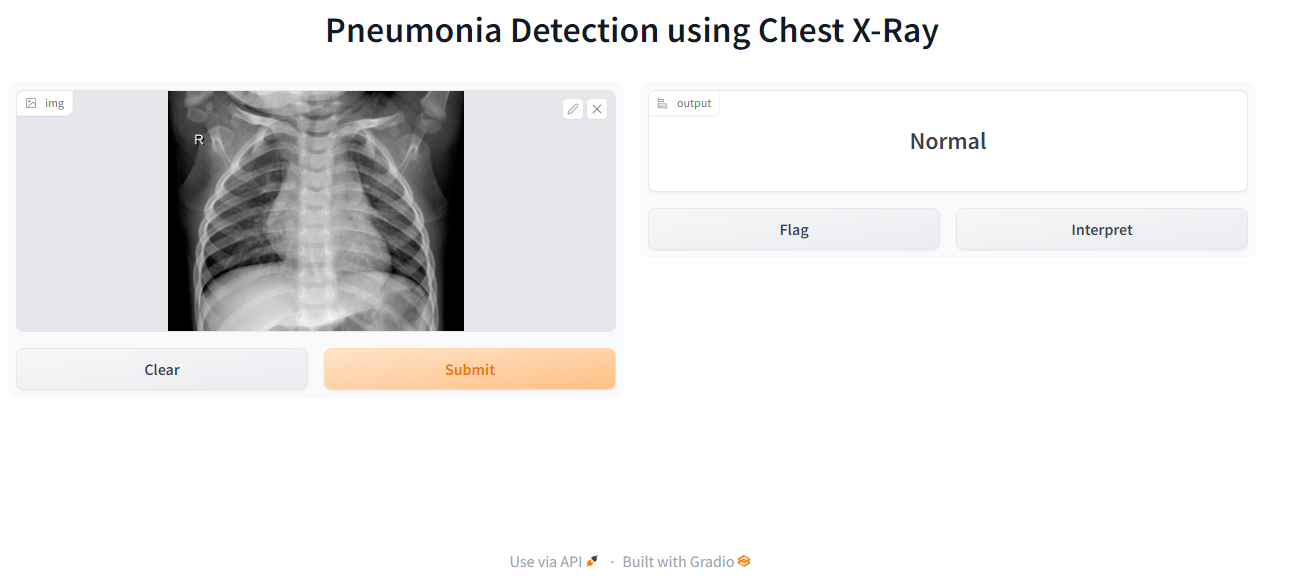 Pneumonia Detection using Chest X-Ray
img
R
Clear
Submit
output
Normal
Flag
Interpret
Use via API 🚀 · Built with Gradio